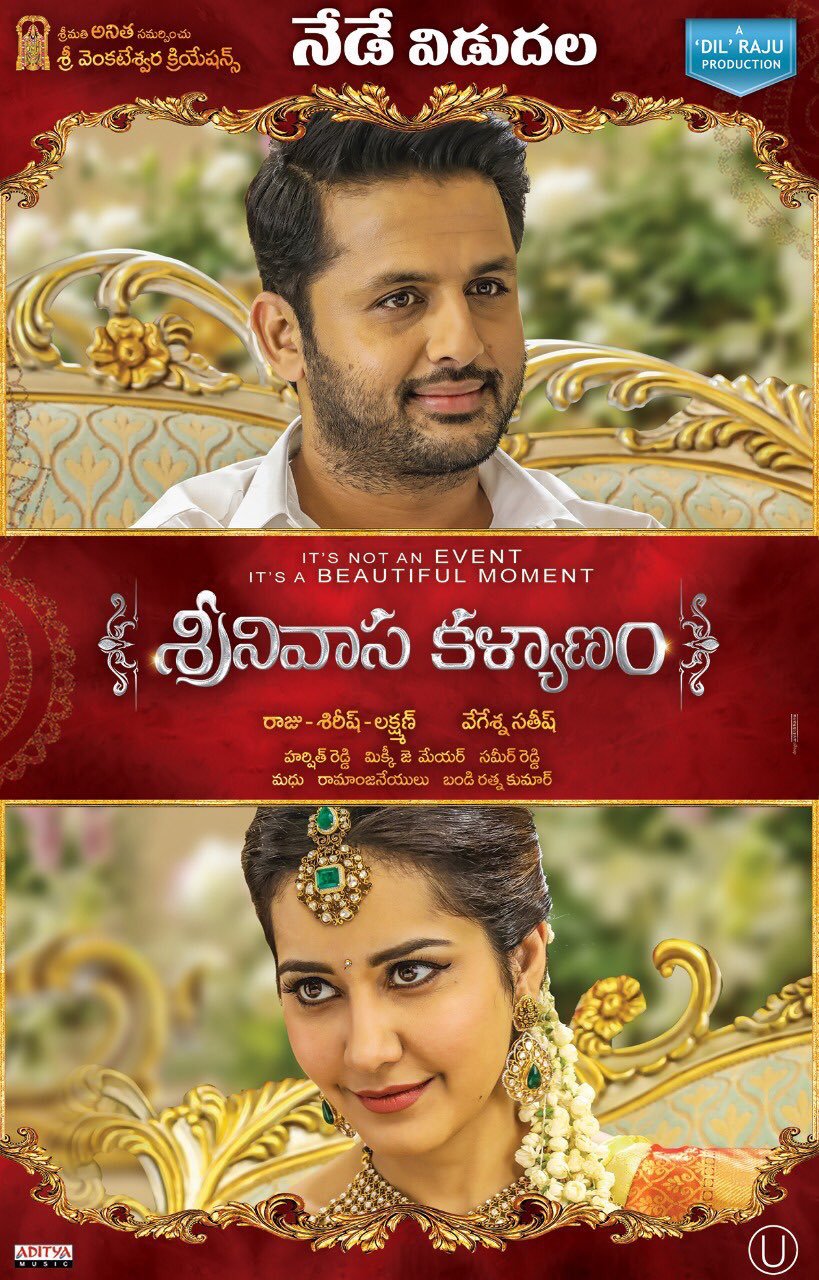 శ్రీమతి అనిత సమర్పించు
శ్రీ వెంకటేశ్వర క్రియేషన్స్
నేడే విడుదల
A
'DIL' RAJU
PRODUCTION
IT'S NOT AN EVENT
IT'S A BEAUTIFUL MOMENT
శ్రీనివాస కళ్యాణం
రాజు - శిరీష్ - లక్ష్మణ్ వేగేశ్న సతీష్
హర్షిత్ రెడ్డి మిక్కీ జె మేయర్ సమీర్ రెడ్డి
మధు రామాంజనేయులు బండి రత్న కుమార్
ADITYA
MUSIC
U